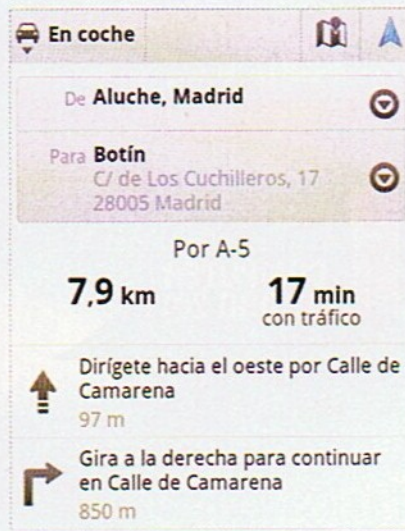 En coche
De Aluche, Madrid
Para Botín
C/ de Los Cuchilleros, 17
28005 Madrid
Por A-5
7,9 km 17 min
con tráfico
Dirígete hacia el oeste por Calle de
Camarena
97 m
Gira a la derecha para continuar
en Calle de Camarena
850 m